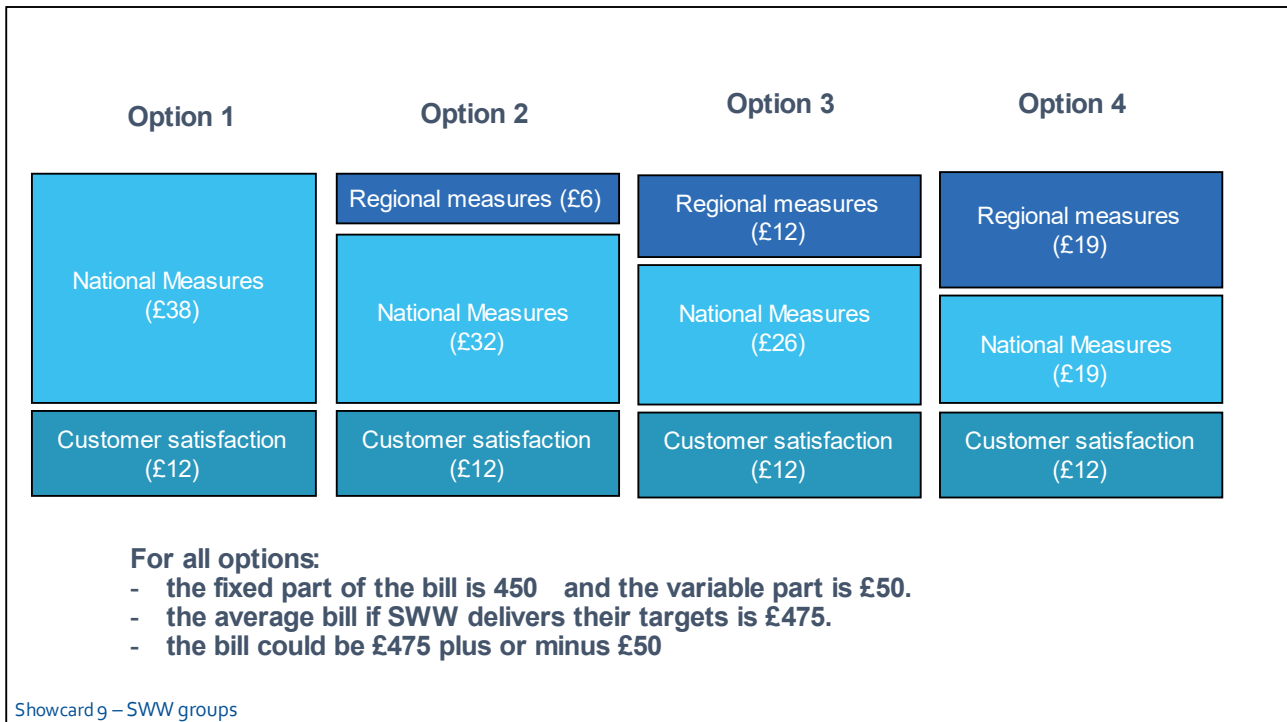 Option 1
Option 2
Option 3
Option 4
National Measures
(£38)
Customer satisfaction
(£12)
Regional measures (£6)
National Measures
(£32)
Customer satisfaction
(£12)
Regional measures
(£12)
National Measures
(£26)
Customer satisfaction
(£12)
Regional measures
(£19)
National Measures
(£19)
Customer satisfaction
(£12)
For all options:
- the fixed part of the bill is 450 and the variable part is £50.
- the average bill if SWW delivers their targets is £475.
- the bill could be £475 plus or minus £50
Showcard 9 – SWW groups